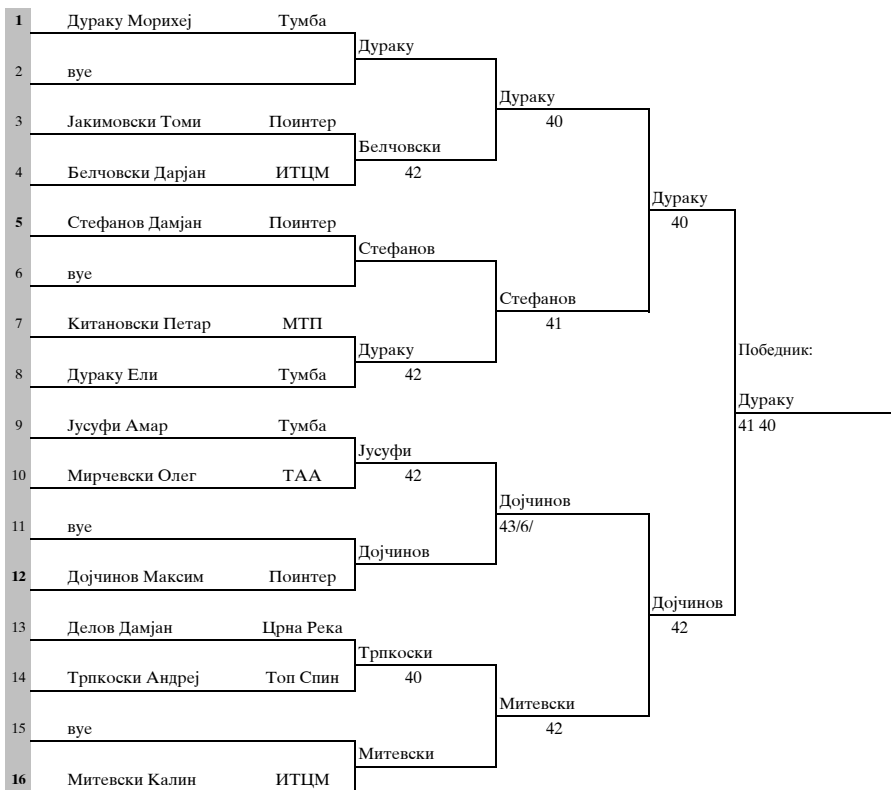 1 Дураку Морихеј Тумба
Дураку
2 вуе
Дураку
40
3 Јакимовски Томи Поинтер
Белчовски
42
4 Белчовски Дарјан ИТЦМ
Дураку
40
5 Стефанов Дамјан Поинтер
Стефанов
6 вуе
Стефанов
41
7 Китановски Петар МТП
Дураку
42
8 Дураку Ели Тумба
Победник:
Дураку
41 40
9 Јусуфи Амар Тумба
Јусуфи
42
10 Мирчевски Олег ТАА
Дојчинов
43/6/
11 вуе
Дојчинов
12 Дојчинов Максим Поинтер
Дојчинов
42
13 Делов Дамјан Црна Река
Трпкоски
40
14 Трпкоски Андреј Топ Спин
Митевски
42
15 вуе
Митевски
16 Митевски Калин ИТЦМ